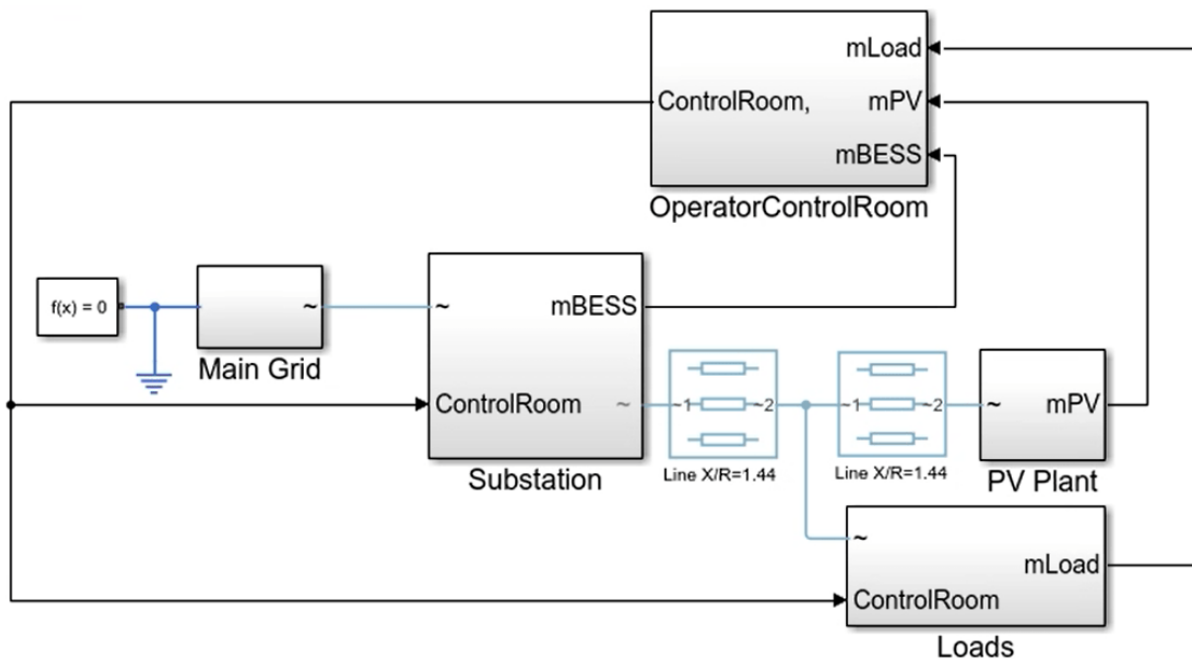 mLoad
ControlRoom, mPV
mBESS
OperatorControlRoom
f(x) = 0
~
Main Grid
~ mBESS
ControlRoom ~
Substation
~1 ~2
Line X/R=1.44
~1 ~2
Line X/R=1.44
~ mPV
PV Plant
~
mLoad
ControlRoom
Loads